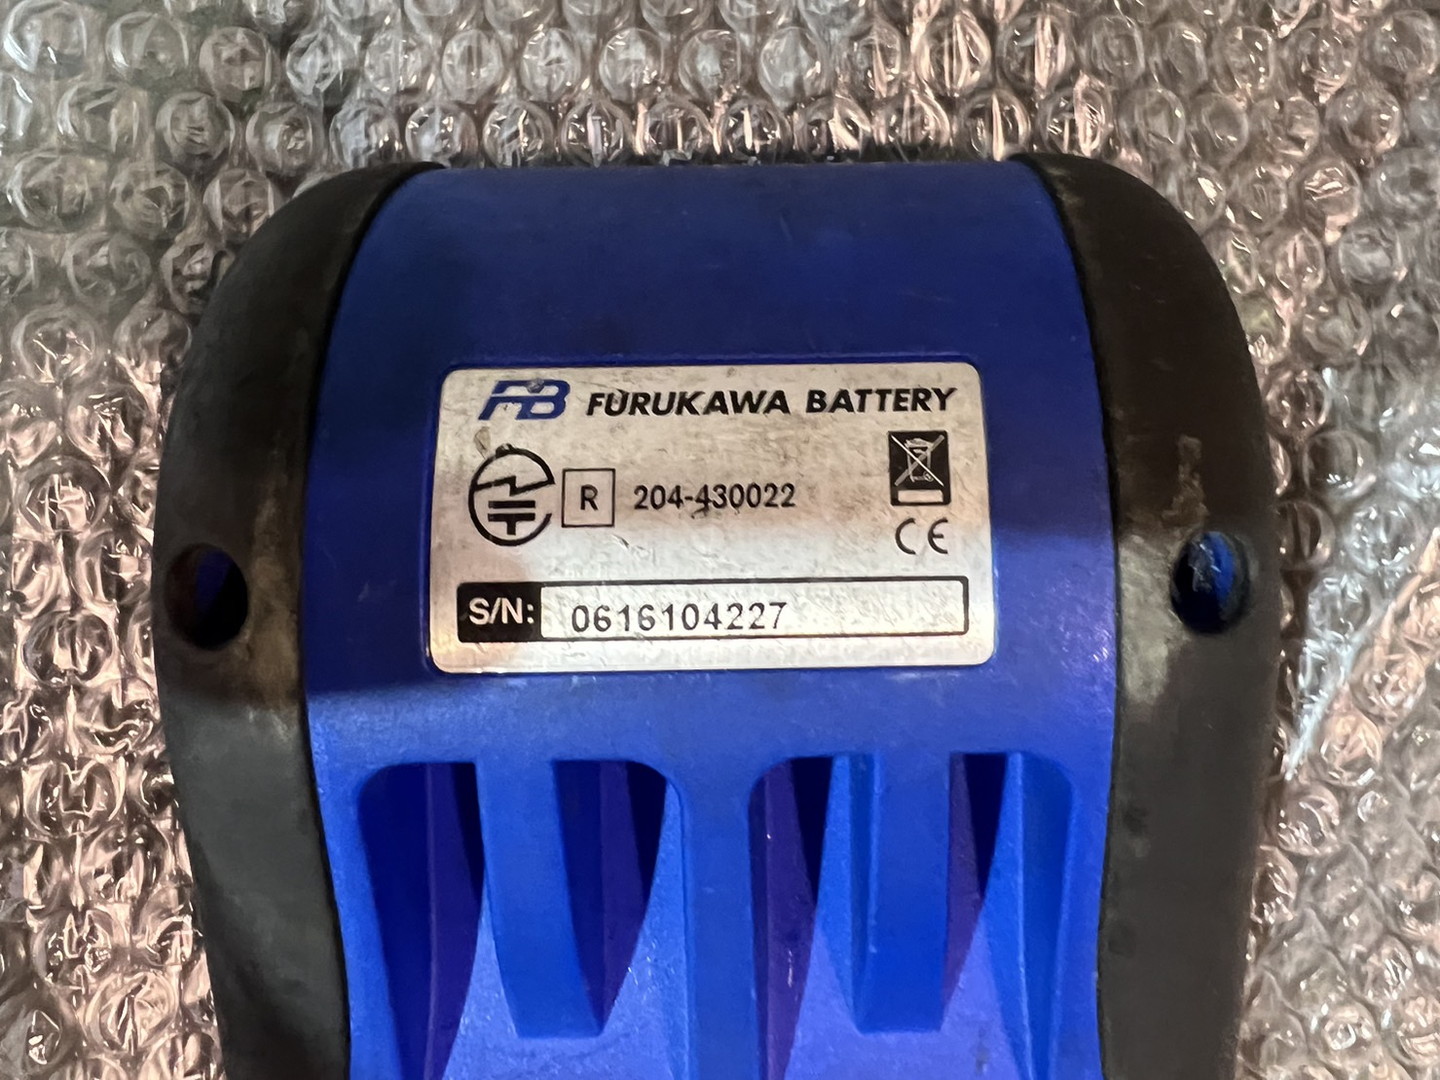 FB FURUKAWA BATTERY
R 204-430022
CE
S/N: 0616104227